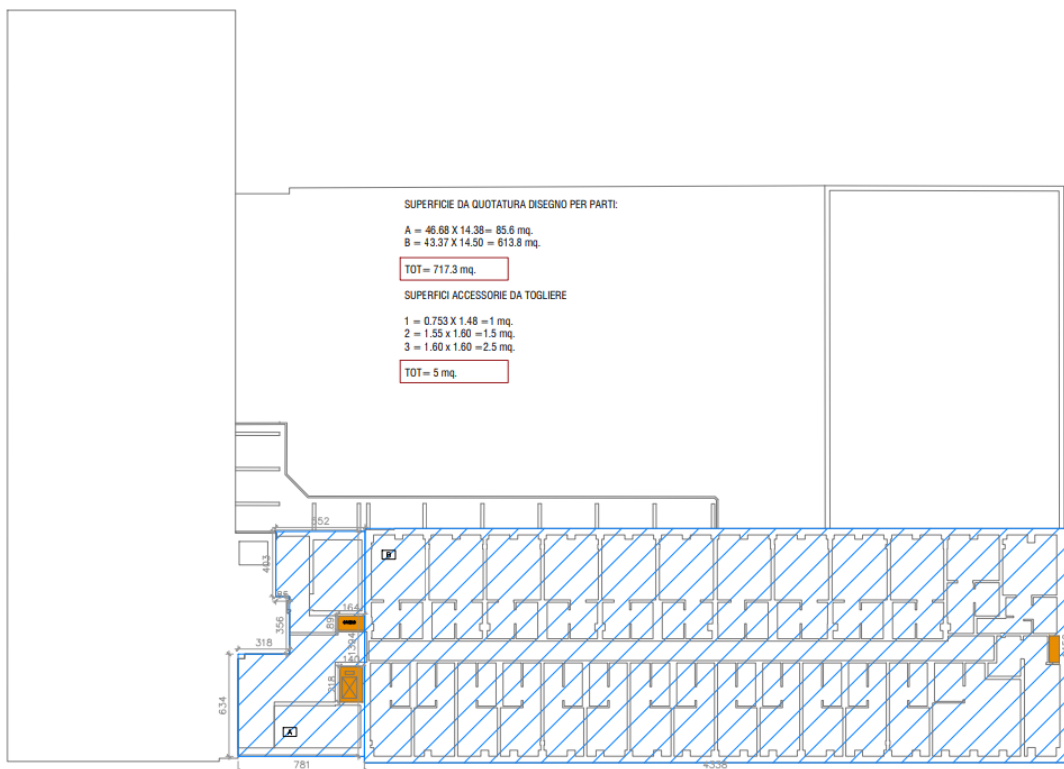 SUPERFICIE DA QUOTATURA DISEGNO PER PARTI:
A = 46.68 X 14.38= 85.6 mq.
B = 43.37 X 14.50 = 613.8 mq.
TOT= 717.3 mq.
SUPERFICI ACCESSORIE DA TOGLIERE
1 = 0.753 X 1.48 =1 mq.
2 = 1.55 x 1.60 =1.5 mq.
3 = 1.60 x 1.60 =2.5 mq.
TOT= 5 mq.
552
B
493
164
356
1394
318
218
634
A
781
4338